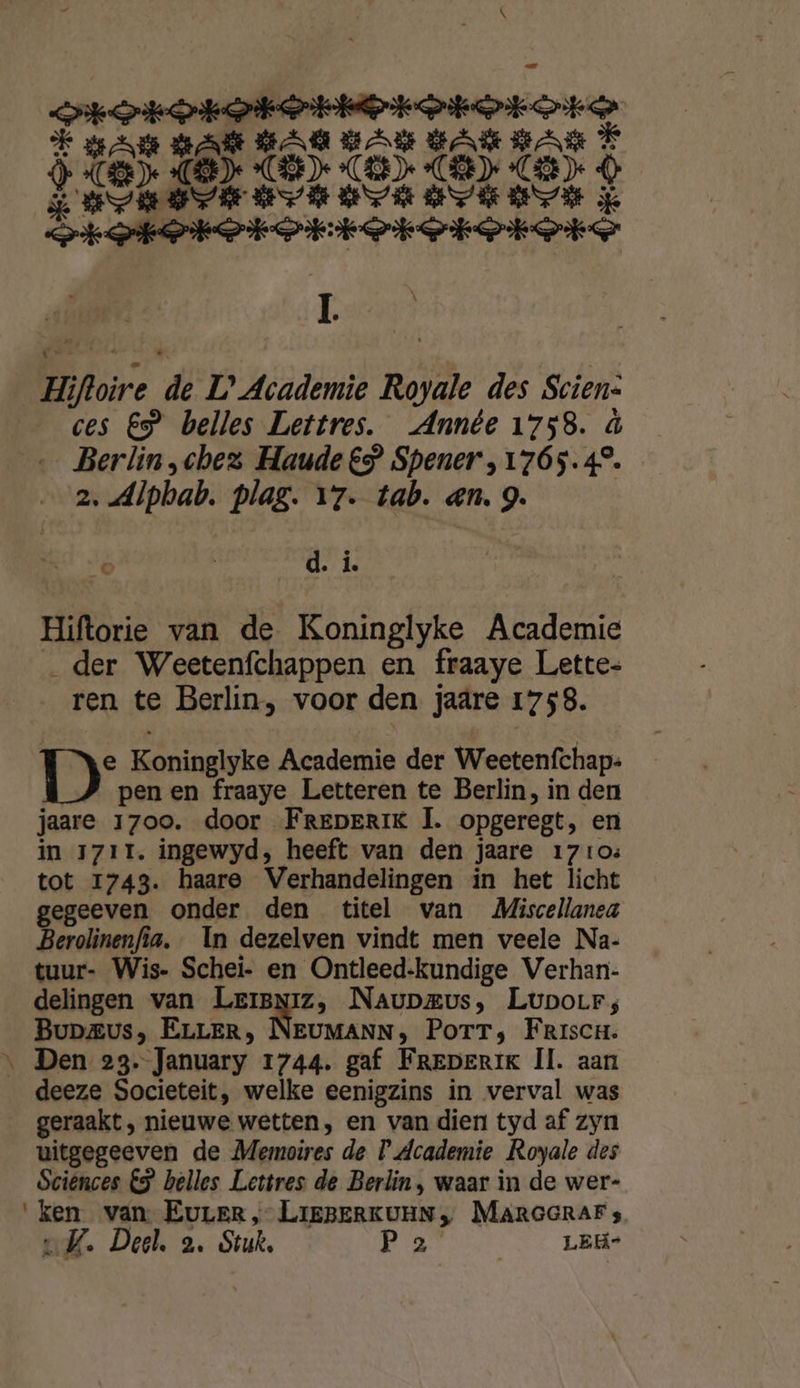 I.
Hiſtoire de L' Academie Royale des Scien-
ces & belles Lettres. Année 1758. à
Berlin, chez Haude & Spener, 1765. 4°.
2. Alphab. plag. 17. tab. æn. 9.
d. i.
Hiſtorie van de Koninglyke Academie
der Weetenſchappen en fraaye Lette-
ren te Berlin, voor den jaare 1758.
De Koninglyke Academie der Weetenſchap-
pen en fraaye Letteren te Berlin, in den
jaare 1700. door FREDERIK I. opgeregt, en
in 1711. ingewyd, heeft van den jaare 1710.
tot 1743. haare Verhandelingen in het licht
gegeeven onder den titel van Miscellanea
Berolinenſia. In dezelven vindt men veele Na-
tuur- Wis- Schei- en Ontleed-kundige Verhan-
delingen van LEIBNIZ, NAUDÆUS, LUDOLF,
BUDÆUS, ELLER, NEUMANN, POTT, FRISCH.
Den 23. January 1744. gaf FREDERIK II. aan
deeze Societeit, welke eenigzins in verval was
geraakt, nieuwe wetten, en van dien tyd af zyn
uitgegeeven de Memoires de l'Academie Royale des
Sciences & belles Lettres de Berlin, waar in de wer-
ken van EULER, LIEBERKUHN, MARGGRAF,
V. Deel. 2. Stuk. P 2 LEH-